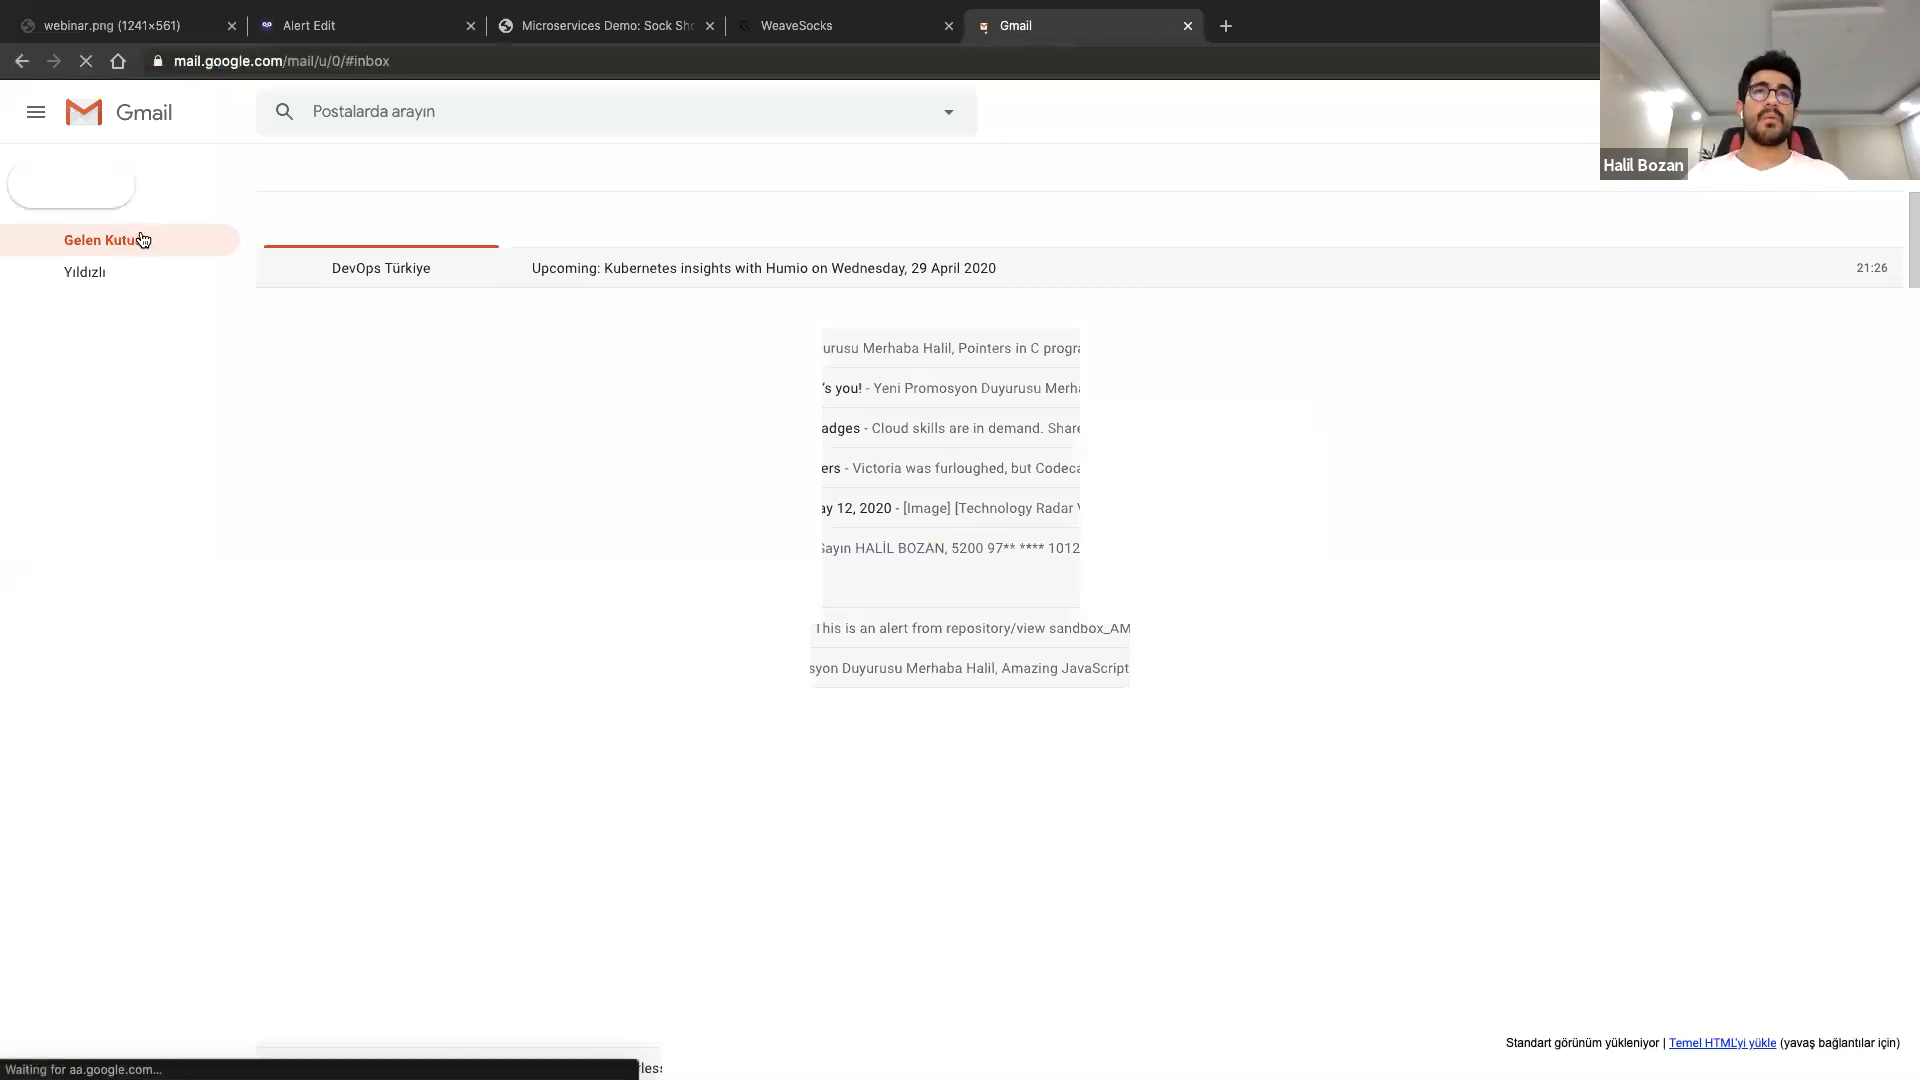 webinar.png (1241×561)
Alert Edit
Microservices Demo: Sock Sh
WeaveSocks
Gmail
mail.google.com/mail/u/0/#inbox
Gmail
Postalarda arayın
Halil Bozan
Gelen Kutu
Yıldızlı
DevOps Türkiye
Upcoming: Kubernetes insights with Humio on Wednesday, 29 April 2020
21:26
urusu Merhaba Halil, Pointers in C progra
's you! - Yeni Promosyon Duyurusu Merha
adges - Cloud skills are in demand. Share
ers - Victoria was furloughed, but Codeca
ay 12, 2020 - [Image] [Technology Radar V
Sayın HALİL BOZAN, 5200 97** **** 1012
This is an alert from repository/view sandbox_AM
syon Duyurusu Merhaba Halil, Amazing JavaScript
Standart görünüm yükleniyor | Temel HTML'yi yükle (yavaş bağlantılar için)
Waiting for aa.google.com...
rless